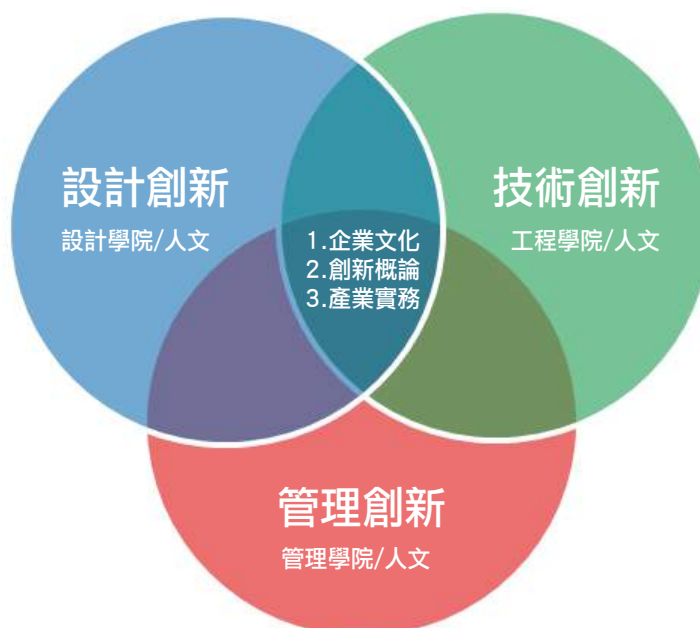 設計創新
設計學院/人文
技術創新
工程學院/人文
1.企業文化
2.創新概論
3.產業實務
管理創新
管理學院/人文